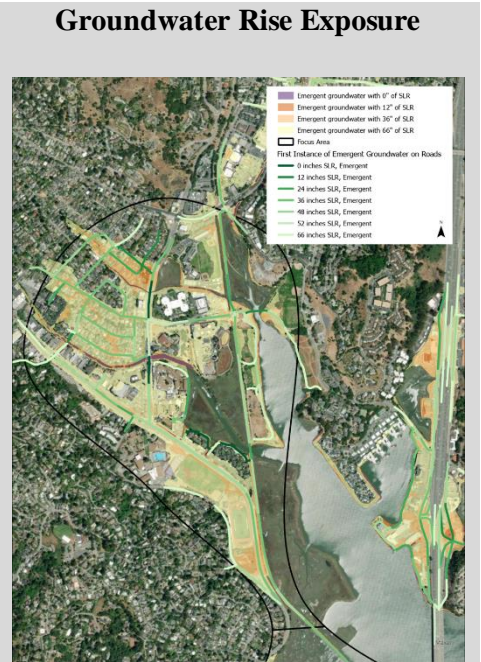 Groundwater Rise Exposure
Emergent groundwater with 0" of SLR
Emergent groundwater with 12" of SLR
Emergent groundwater with 36" of SLR
Emergent groundwater with 66" of SLR
Focus Area
First Instance of Emergent Groundwater on Roads
0 inches SLR, Emergent
12 inches SLR, Emergent
24 inches SLR, Emergent
36 inches SLR, Emergent
48 inches SLR, Emergent
52 inches SLR, Emergent
66 inches SLR, Emergent
N